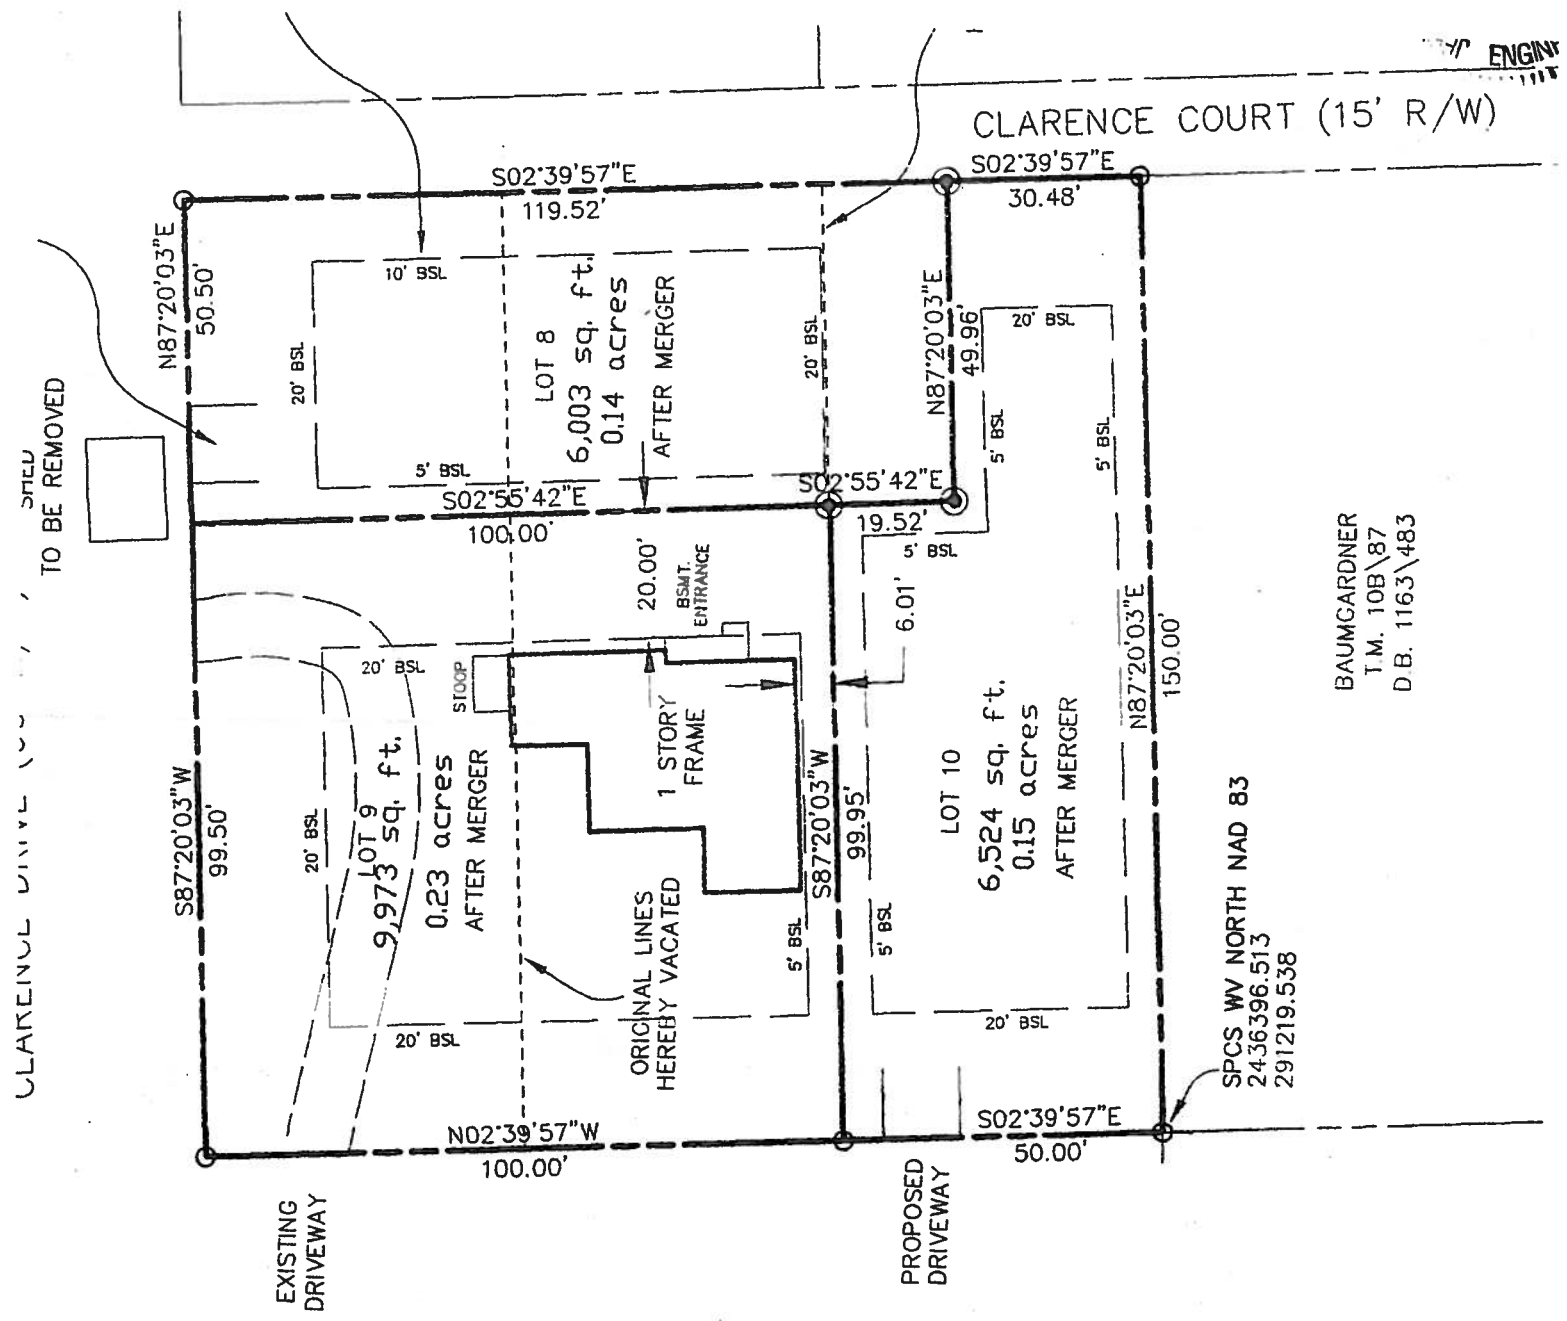 ENGIN
CLARENCE COURT (15' R/W)
S02°39'57"E
119.52'
S02°39'57"E
30.48'
N87°20'03"E
50.50'
10' BSL
20' BSL
LOT 8
6,003 sq. ft.
0.14 acres
AFTER MERGER
20' BSL
5' BSL
N87°20'03"E
49.96'
20' BSL
5' BSL
5' BSL
TO BE REMOVED
S02°55'42"E
100.00'
S02°55'42"E
19.52'
5' BSL
20.00'
BSMT.
ENTRANCE
6.01'
20' BSL
STOOP
1 STORY
FRAME
CLARENCE DRIVE
S87°20'03"W
99.50'
20' BSL
LOT 9
9,973 sq. ft.
0.23 acres
AFTER MERGER
S87°20'03"W
99.95'
LOT 10
6,524 sq. ft.
0.15 acres
AFTER MERGER
N87°20'03"E
150.00'
BAUMGARDNER
T.M. 10B\87
D.B. 1163\483
ORIGINAL LINES
HEREBY VACATED
5' BSL
5' BSL
20' BSL
20' BSL
SPCS WV NORTH NAD 83
2436396.513
291219.538
N02°39'57"W
100.00'
S02°39'57"E
50.00'
EXISTING
DRIVEWAY
PROPOSED
DRIVEWAY